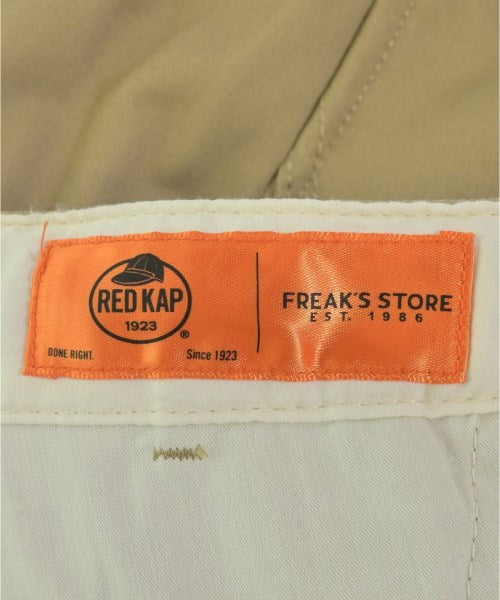 RED KAP
1923
®
DONE RIGHT.
Since 1923
FREAK'S STORE
EST. 1986